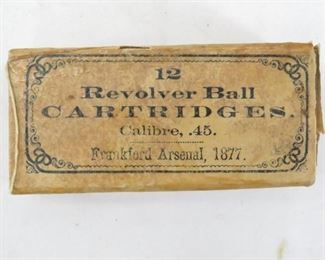 12
Revolver Ball
CARTRIDGES.
Calibre, .45.
Frankford Arsenal, 1877.